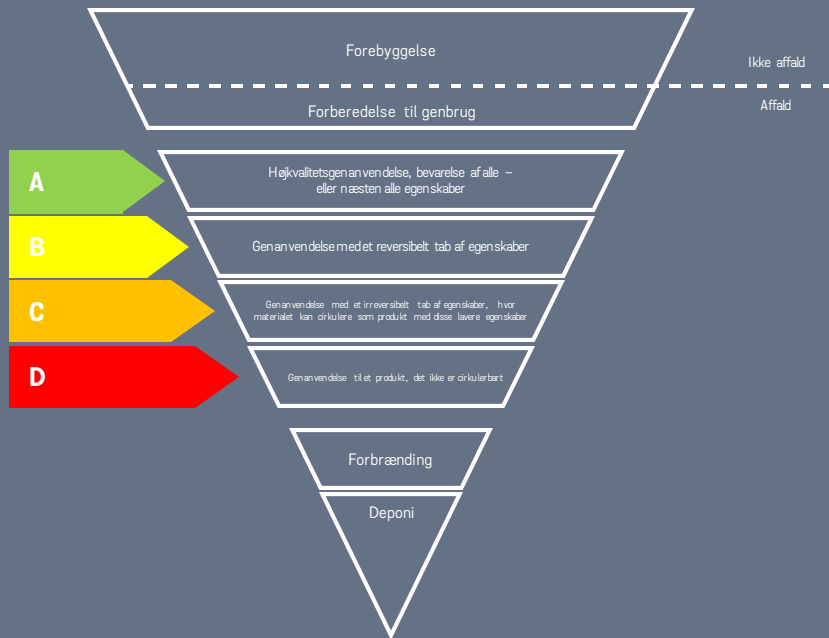 Forebyggelse
Ikke affald
Affald
Forberedelse til genbrug
A
Højkvalitetsgenanvendelse, bevarelse af alle –
eller næsten alle egenskaber
B
Genanvendelse med et reversibelt tab af egenskaber
C
Genanvendelse med et irreversibelt tab af egenskaber, hvor
materialet kan cirkulere som produkt med disse lavere egenskaber
D
Genanvendelse til et produkt, det ikke er cirkulerbart
Forbrænding
Deponi